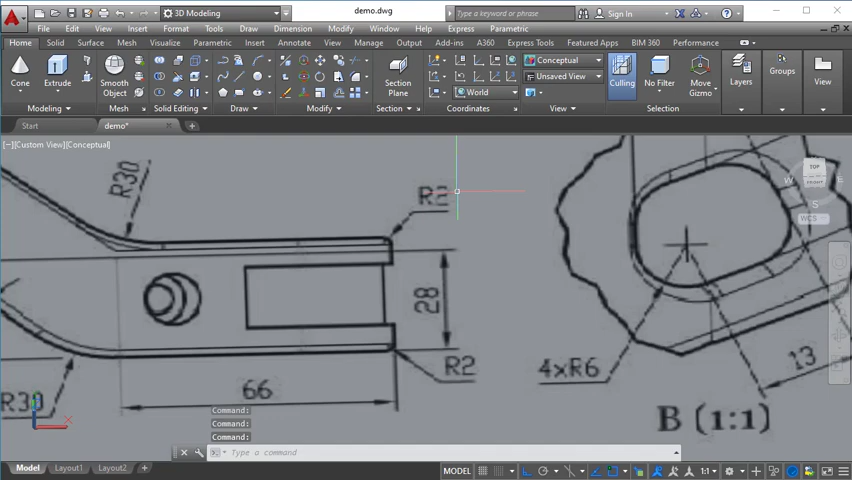 3D Modeling
demo.dwg
Type a keyword or phrase
Sign In
File Edit View Insert Format Tools Draw Dimension Modify Window Help Express Parametric
Home Solid Surface Mesh Visualize Parametric Insert Annotate View Manage Output Add-ins A360 Express Tools Featured Apps BIM 360 Performance
Cone
Extrude
Smooth Object
Section Plane
World
Conceptual
Unsaved View
Culling
No Filter
Move Gizmo
Layers
Groups
View
Modeling
Mesh
Solid Editing
Draw
Modify
Section
Coordinates
View
Selection
Start
demo*
[−][Custom View][Conceptual]
TOP
FRONT
W
E
S
WCS
R30
R2
28
R2
66
R30
4xR6
13
B (1:1)
Command:
Command:
Command:
Type a command
Model Layout1 Layout2 +
MODEL
1:1